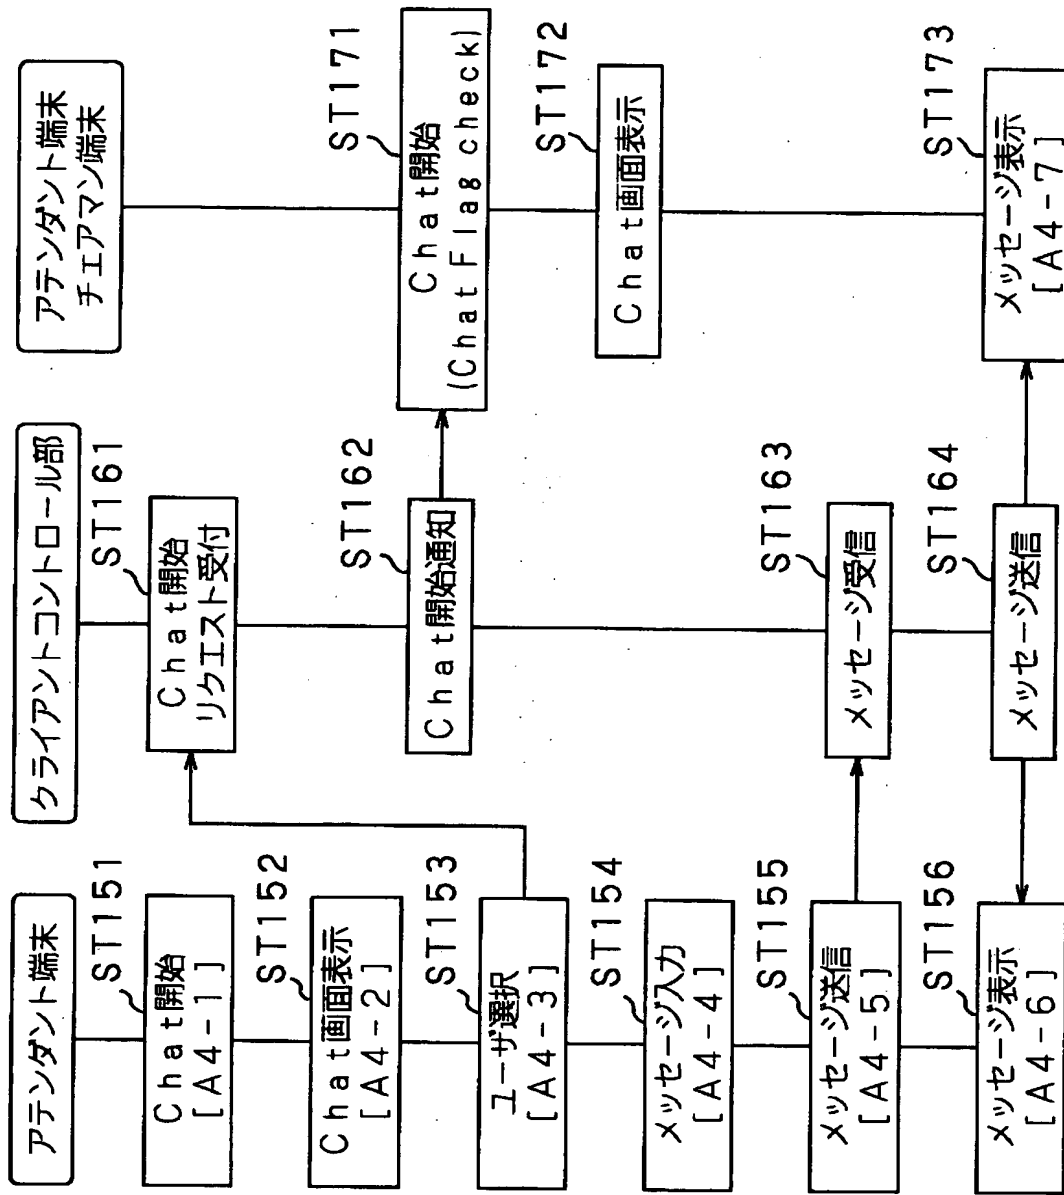 アテンダント端末
ST151
Chat開始
[A4-1]
ST152
Chat画面表示
[A4-2]
ST153
ユーザ選択
[A4-3]
ST154
メッセージ入力
[A4-4]
ST155
メッセージ送信
[A4-5]
ST156
メッセージ表示
[A4-6]
クライアントコントロール部
ST161
Chat開始
リクエスト受付
ST162
Chat開始通知
ST163
メッセージ受信
ST164
メッセージ送信
アテンダント端末
チェアマン端末
ST171
Chat開始
(ChatFlag check)
ST172
Chat画面表示
ST173
メッセージ表示
[A4-7]